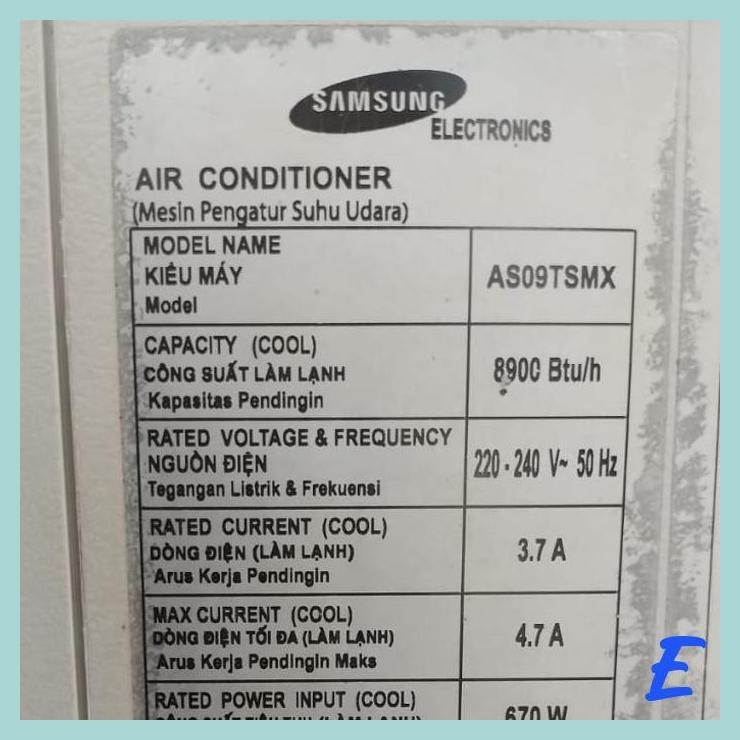 SAMSUNG
ELECTRONICS
AIR CONDITIONER
(Mesin Pengatur Suhu Udara)
MODEL NAME
KIỂU MÁY
Model
AS09TSMX
CAPACITY (COOL)
CÔNG SUẤT LÀM LẠNH
Kapasitas Pendingin
8900 Btu/h
RATED VOLTAGE & FREQUENCY
NGUỒN ĐIỆN
Tegangan Listrik & Frekuensi
220 - 240 V~ 50 Hz
RATED CURRENT (COOL)
DÒNG ĐIỆN (LÀM LẠNH)
Arus Kerja Pendingin
3.7 A
MAX CURRENT (COOL)
DÒNG ĐIỆN TỐI ĐA (LÀM LẠNH)
Arus Kerja Pendingin Maks
4.7 A
RATED POWER INPUT (COOL)
670 W
E